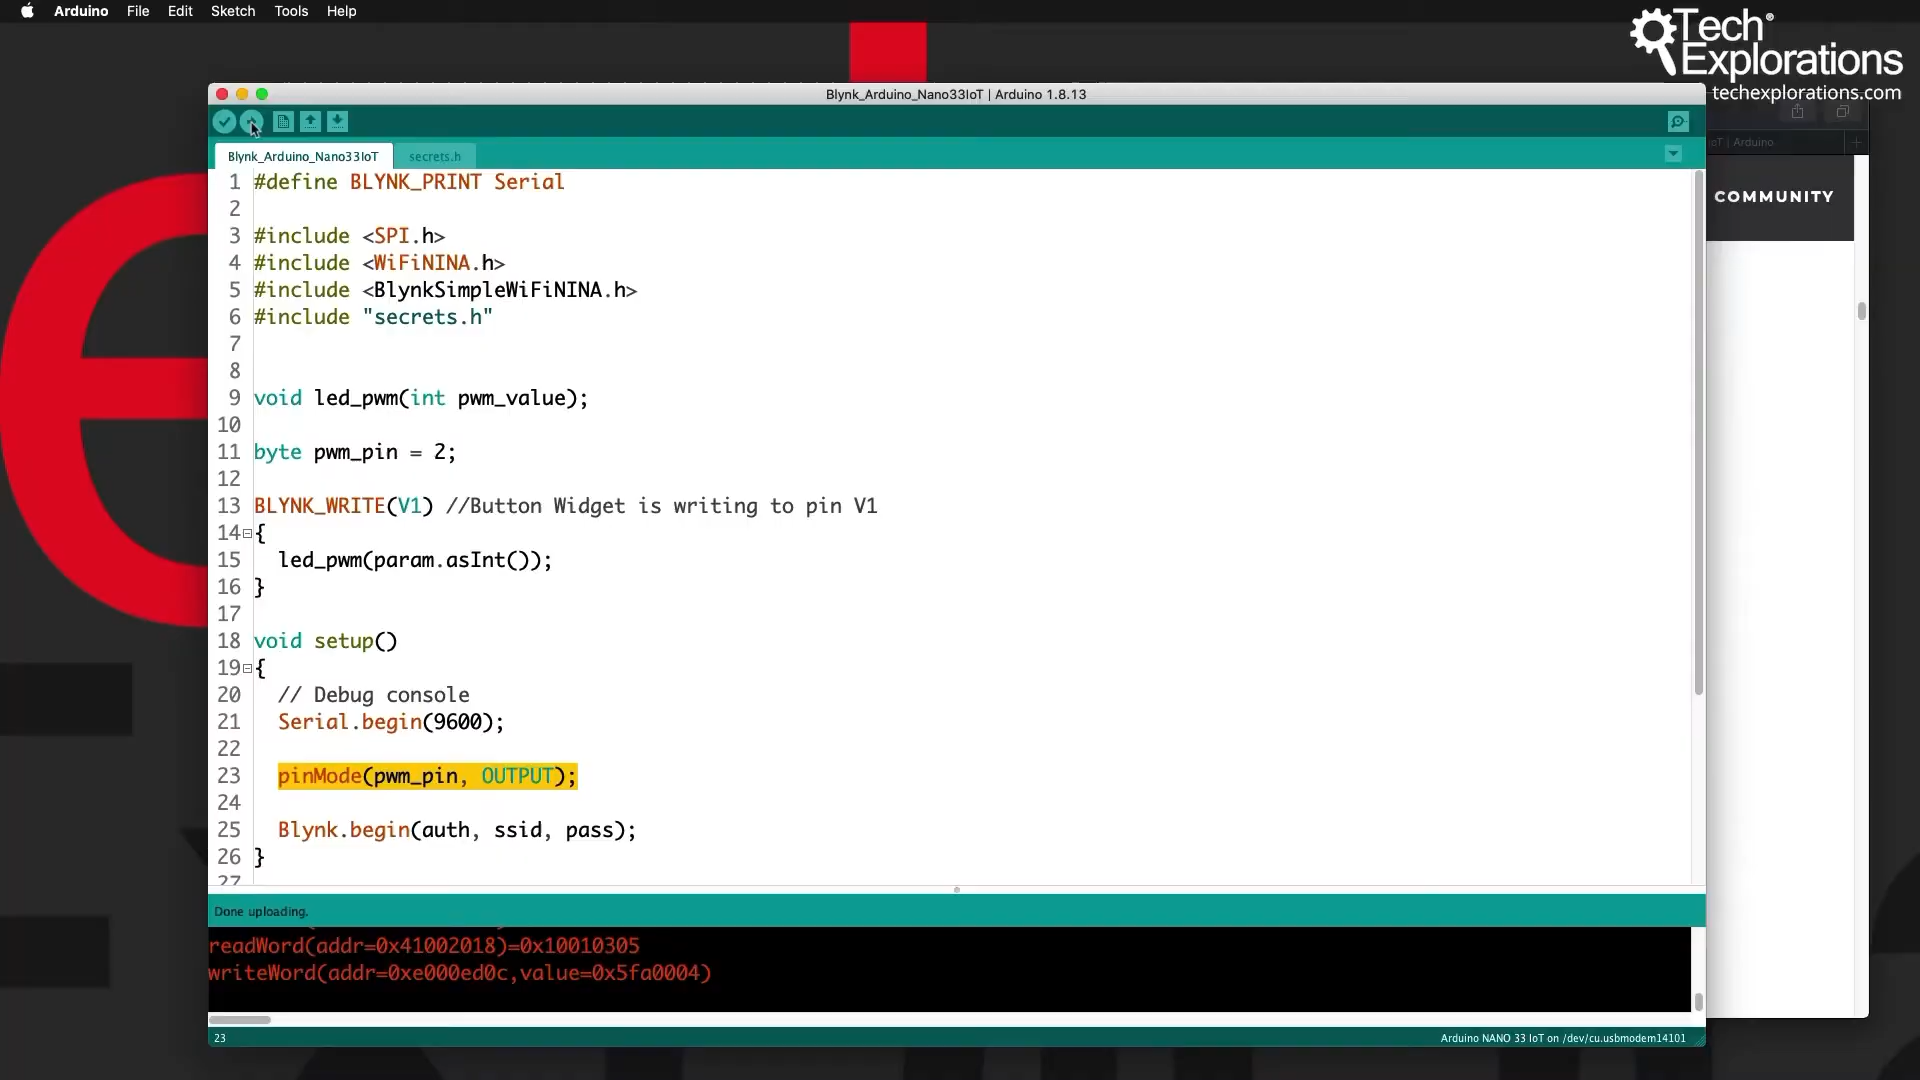 Arduino File Edit Sketch Tools Help
Tech®
Explorations
techexplorations.com
Blynk_Arduino_Nano33IoT | Arduino 1.8.13
IoT | Arduino
Blynk_Arduino_Nano33IoT secrets.h
COMMUNITY
1 #define BLYNK_PRINT Serial
2
3 #include <SPI.h>
4 #include <WiFiNINA.h>
5 #include <BlynkSimpleWiFiNINA.h>
6 #include "secrets.h"
7
8
9 void led_pwm(int pwm_value);
10
11 byte pwm_pin = 2;
12
13 BLYNK_WRITE(V1) //Button Widget is writing to pin V1
14 {
15 led_pwm(param.asInt());
16 }
17
18 void setup()
19 {
20 // Debug console
21 Serial.begin(9600);
22
23 pinMode(pwm_pin, OUTPUT);
24
25 Blynk.begin(auth, ssid, pass);
26 }
27
Done uploading.
readWord(addr=0x41002018)=0x10010305
writeWord(addr=0xe000ed0c,value=0x5fa0004)
23 Arduino NANO 33 IoT on /dev/cu.usbmodem14101